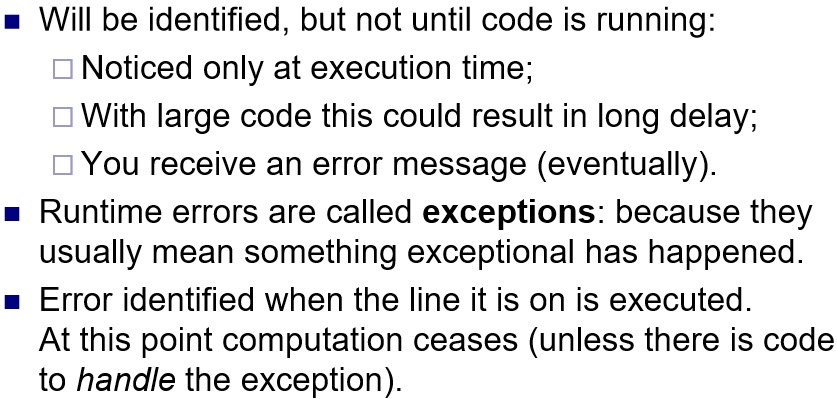 Will be identified, but not until code is running:
Noticed only at execution time;
With large code this could result in long delay;
You receive an error message (eventually).
Runtime errors are called exceptions: because they
usually mean something exceptional has happened.
Error identified when the line it is on is executed.
At this point computation ceases (unless there is code
to handle the exception).